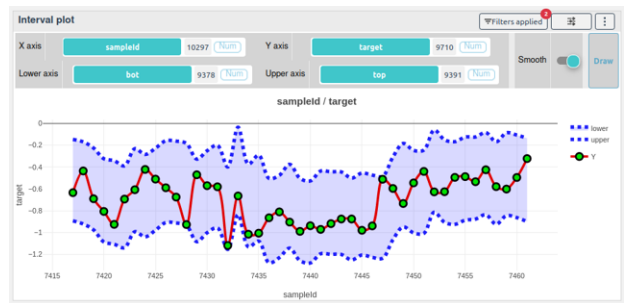 Interval plot
Filters applied 2
X axis sampleId 10297 Num Y axis target 9710 Num
Smooth Draw
Lower axis bot 9378 Num Upper axis top 9391 Num
sampleId / target
0
−0.2
−0.4
−0.6
−0.8
−1
−1.2
target
7415 7420 7425 7430 7435 7440 7445 7450 7455 7460
sampleId
lower
upper
Y